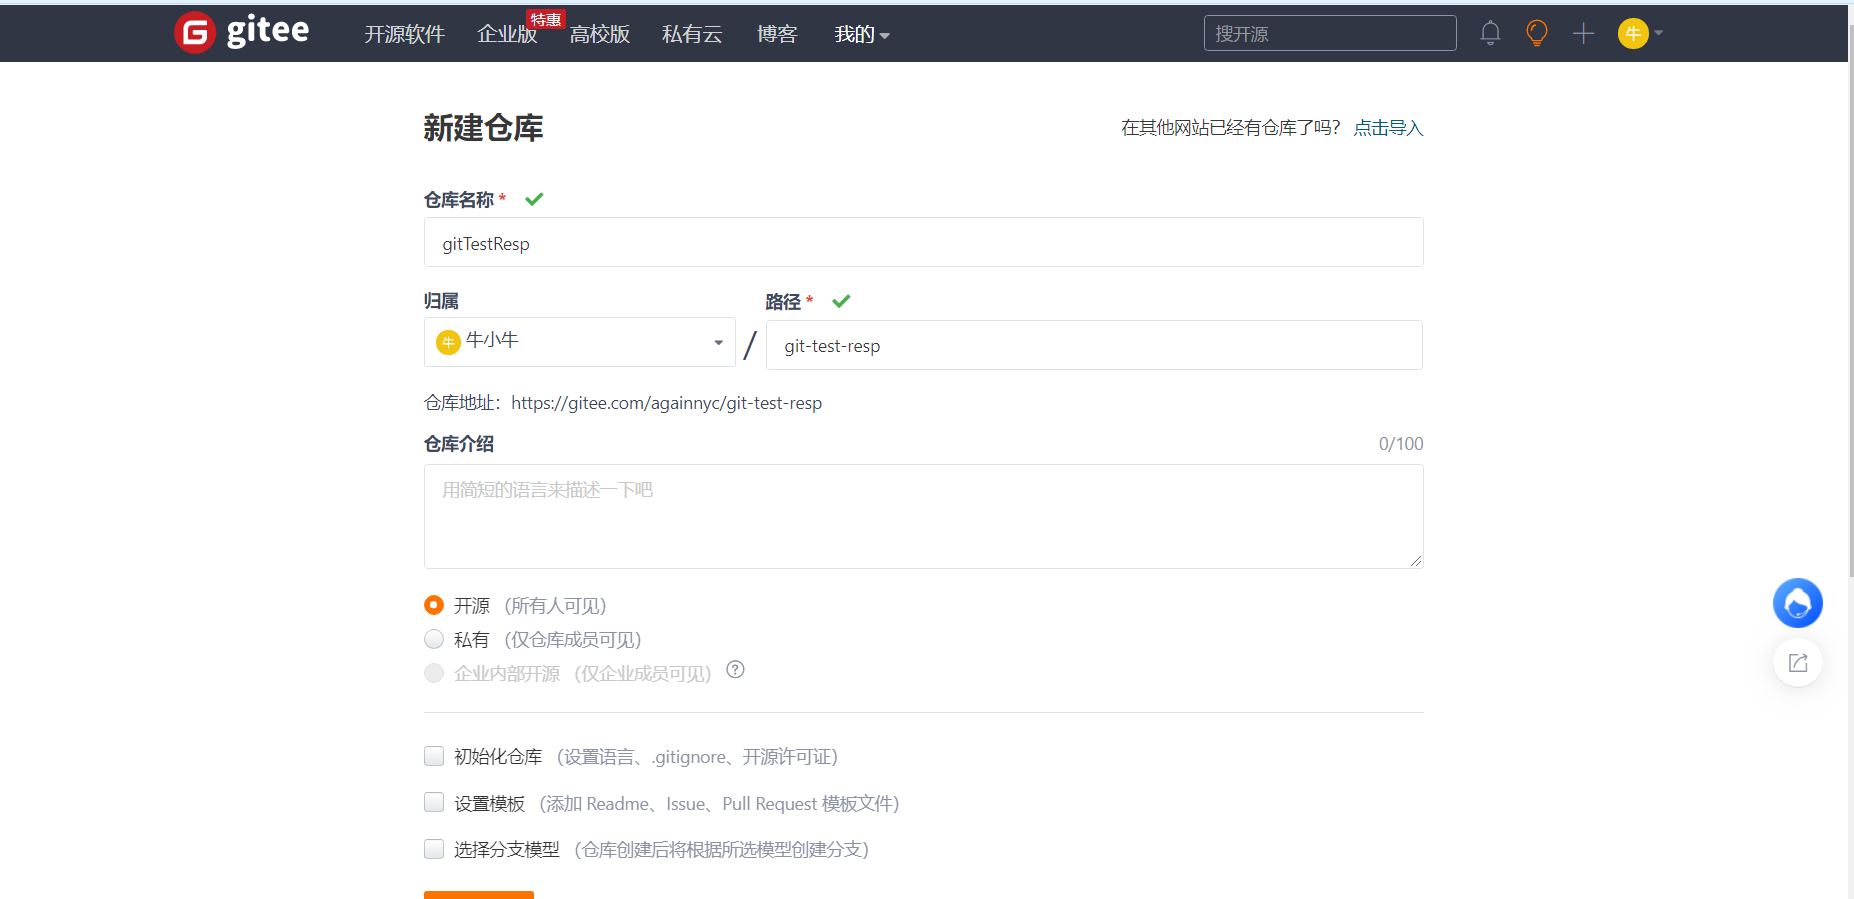 gitee 开源软件 企业版 特惠 高校版 私有云 博客 我的 搜开源 牛
新建仓库 在其他网站已经有仓库了吗? 点击导入
仓库名称 *
gitTestResp
归属 路径 *
牛 牛小牛 / git-test-resp
仓库地址：https://gitee.com/againnyc/git-test-resp
仓库介绍 0/100
用简短的语言来描述一下吧
开源 （所有人可见）
私有 （仅仓库成员可见）
企业内部开源 （仅企业成员可见） ?
初始化仓库 （设置语言、.gitignore、开源许可证）
设置模板 （添加 Readme、Issue、Pull Request 模板文件）
选择分支模型 （仓库创建后将根据所选模型创建分支）